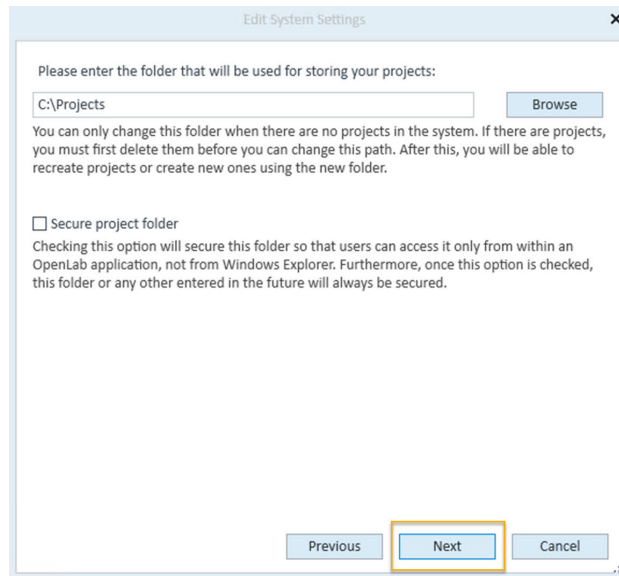 Edit System Settings
Please enter the folder that will be used for storing your projects:
C:\Projects
Browse
You can only change this folder when there are no projects in the system. If there are projects,
you must first delete them before you can change this path. After this, you will be able to
recreate projects or create new ones using the new folder.
Secure project folder
Checking this option will secure this folder so that users can access it only from within an
OpenLab application, not from Windows Explorer. Furthermore, once this option is checked,
this folder or any other entered in the future will always be secured.
Previous
Next
Cancel